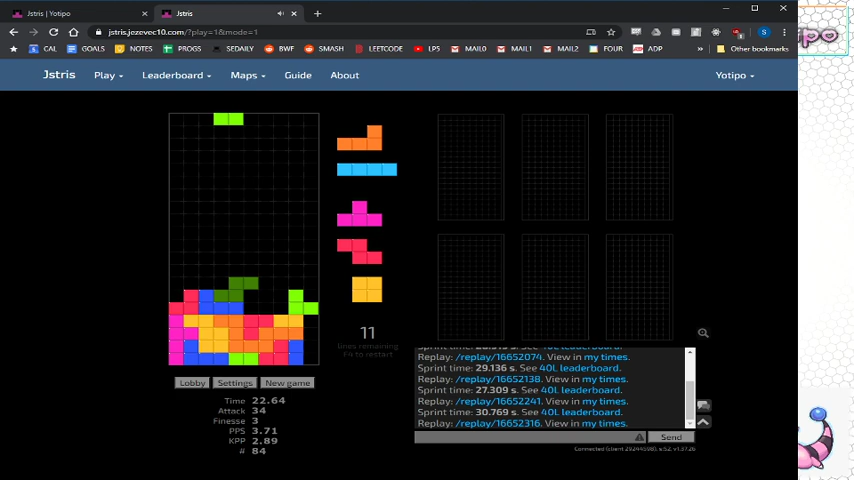 Jstris | Yotipo
Jstris
jstris.jezevec10.com/?play=1&mode=1
CAL
GOALS
NOTES
PROGS
SEDAILY
BWF
SMASH
LEETCODE
LP5
MAIL0
MAIL1
MAIL2
FOUR
ADP
Other bookmarks
Jstris
Play
Leaderboard
Maps
Guide
About
Yotipo
11
lines remaining
F4 to restart
Lobby
Settings
New game
Time 22.64
Attack 34
Finesse 3
PPS 3.71
KPP 2.89
# 84
Replay: /replay/16652074. View in my times.
Sprint time: 29.136 s. See 40L leaderboard.
Replay: /replay/16652138. View in my times.
Sprint time: 27.309 s. See 40L leaderboard.
Replay: /replay/16652241. View in my times.
Sprint time: 30.769 s. See 40L leaderboard.
Replay: /replay/16652316. View in my times.
Send